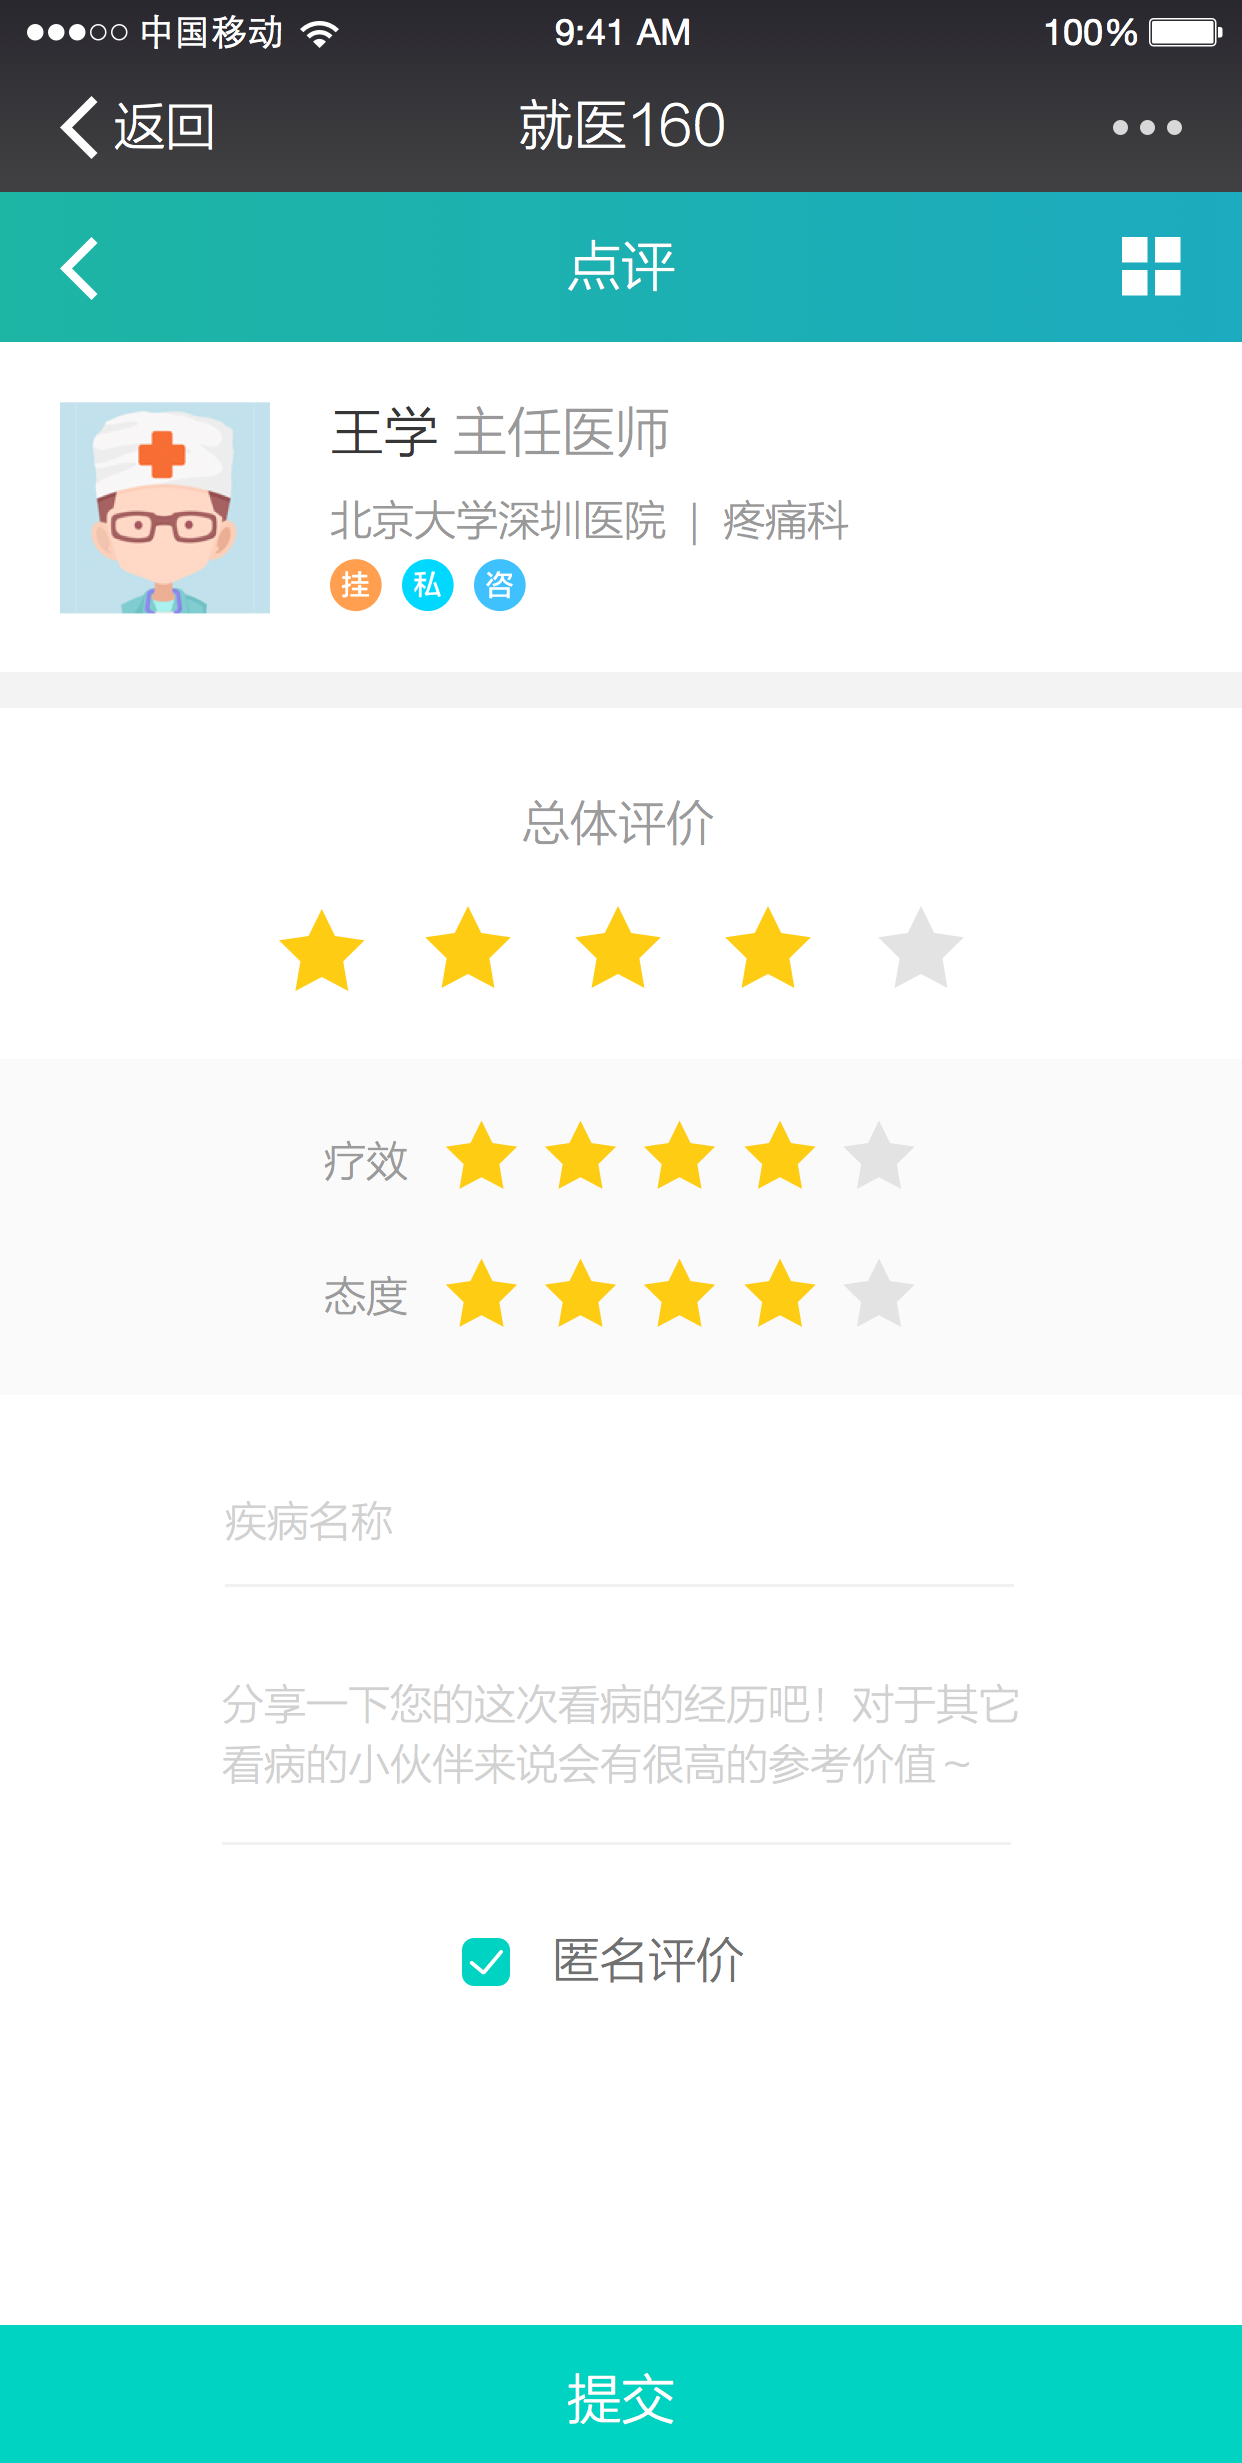 中国移动 9:41 AM 100%
返回 就医160
点评
王学 主任医师
北京大学深圳医院 | 疼痛科
挂 私 咨
总体评价
疗效
态度
疾病名称
分享一下您的这次看病的经历吧！对于其它
看病的小伙伴来说会有很高的参考价值~
匿名评价
提交